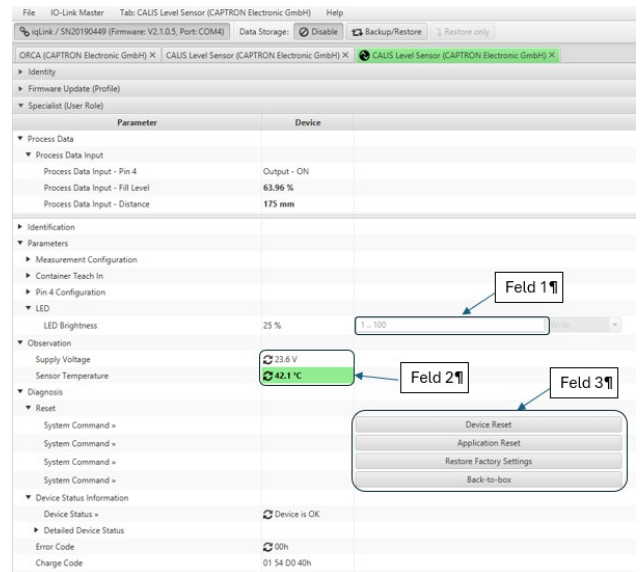 File IO-Link Master Tab: CALIS Level Sensor (CAPTRON Electronic GmbH) Help
iqLink / SN20190449 (Firmware: V2.1.0.5, Port: COM4) Data Storage: Disable Backup/Restore Restore only
ORCA (CAPTRON Electronic GmbH) × CALIS Level Sensor (CAPTRON Electronic GmbH) × CALIS Level Sensor (CAPTRON Electronic GmbH) ×
Identity
Firmware Update (Profile)
Specialist (User Role)
Parameter Device
Process Data
Process Data Input
Process Data Input - Pin 4 Output - ON
Process Data Input - Fill Level 63.96 %
Process Data Input - Distance 175 mm
Identification
Parameters
Measurement Configuration
Container Teach In
Pin 4 Configuration
Feld 1¶
LED
LED Brightness 25 % 1 .. 100 Write
Observation
Supply Voltage 23.6 V
Sensor Temperature 42.1 °C
Feld 2¶
Feld 3¶
Diagnosis
Reset
System Command » Device Reset
System Command » Application Reset
System Command » Restore Factory Settings
System Command » Back-to-box
Device Status Information
Device Status » Device is OK
Detailed Device Status
Error Code 00h
Charge Code 01 54 D0 40h